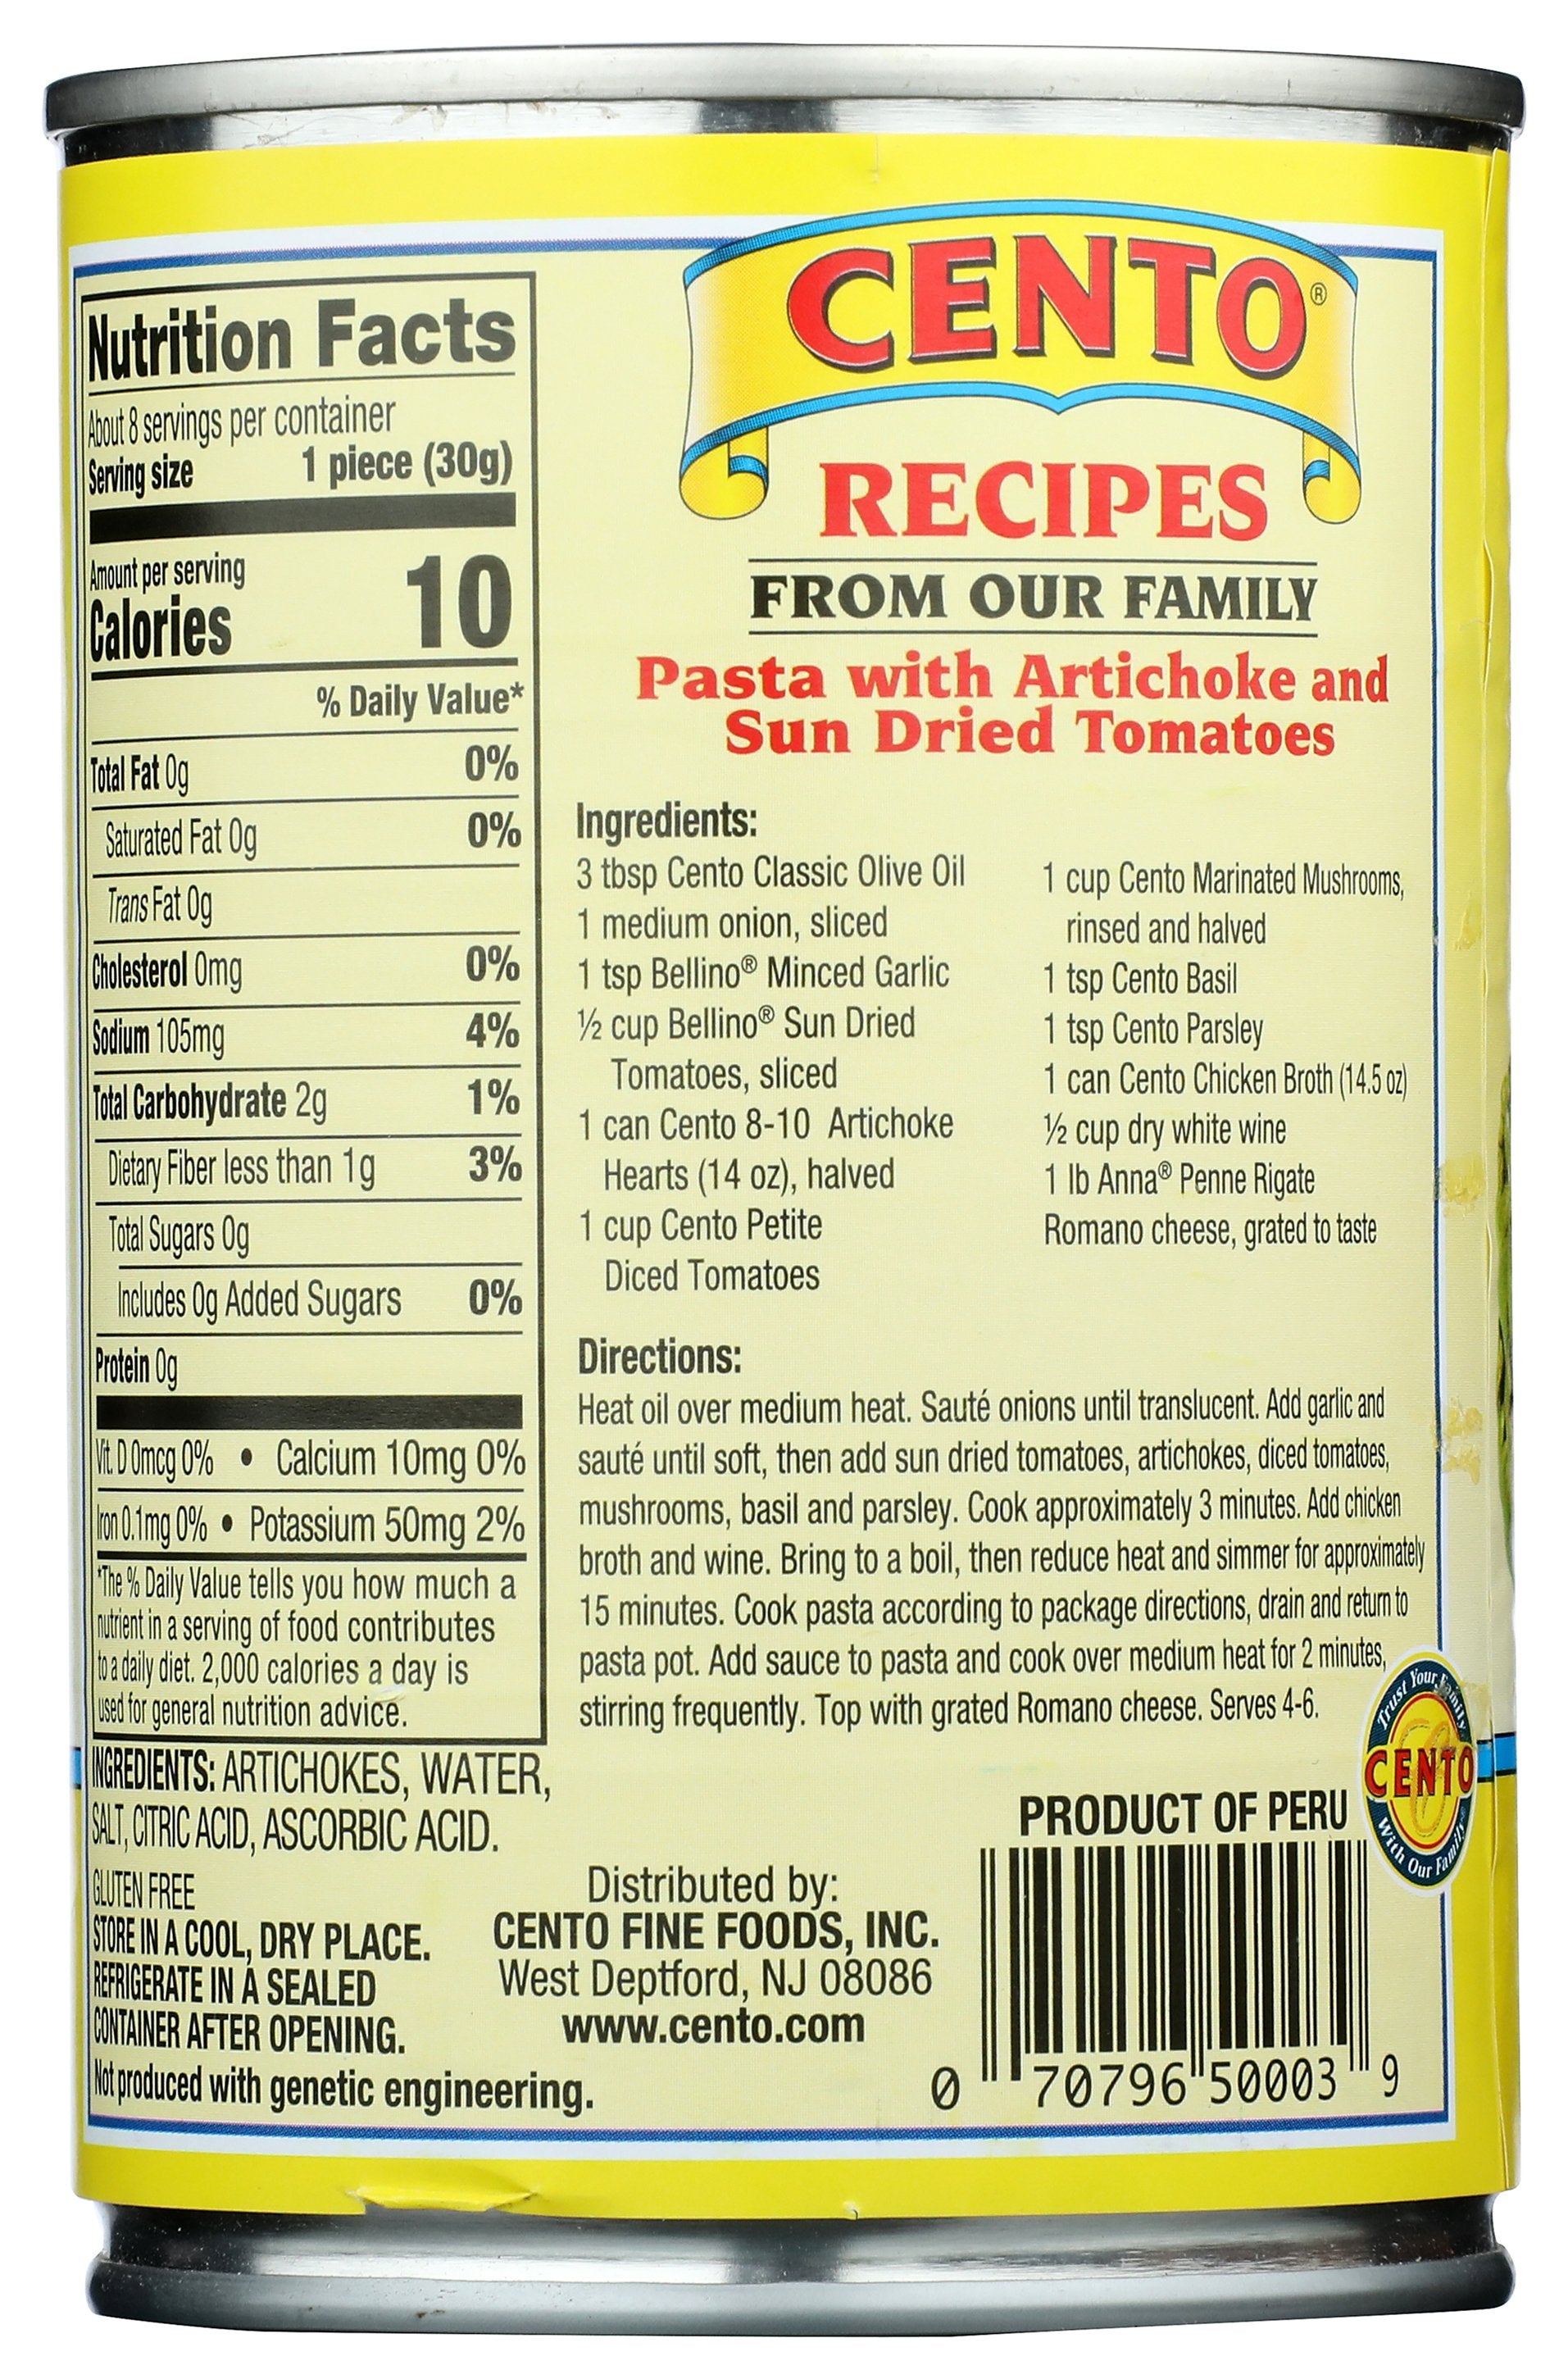 Nutrition Facts
About 8 servings per container
Serving size 1 piece (30g)
Amount per serving
Calories 10
% Daily Value*
Total Fat 0g 0%
Saturated Fat 0g 0%
Trans Fat 0g
Cholesterol 0mg 0%
Sodium 105mg 4%
Total Carbohydrate 2g 1%
Dietary Fiber less than 1g 3%
Total Sugars 0g
Includes 0g Added Sugars 0%
Protein 0g
Vit. D 0mcg 0% • Calcium 10mg 0%
Iron 0.1mg 0% • Potassium 50mg 2%
*The % Daily Value tells you how much a
nutrient in a serving of food contributes
to a daily diet. 2,000 calories a day is
used for general nutrition advice.
INGREDIENTS: ARTICHOKES, WATER,
SALT, CITRIC ACID, ASCORBIC ACID.
GLUTEN FREE
STORE IN A COOL, DRY PLACE.
REFRIGERATE IN A SEALED
CONTAINER AFTER OPENING.
Not produced with genetic engineering.
CENTO®
RECIPES
FROM OUR FAMILY
Pasta with Artichoke and
Sun Dried Tomatoes
Ingredients:
3 tbsp Cento Classic Olive Oil
1 medium onion, sliced
1 tsp Bellino® Minced Garlic
½ cup Bellino® Sun Dried
Tomatoes, sliced
1 can Cento 8-10 Artichoke
Hearts (14 oz), halved
1 cup Cento Petite
Diced Tomatoes
1 cup Cento Marinated Mushrooms,
rinsed and halved
1 tsp Cento Basil
1 tsp Cento Parsley
1 can Cento Chicken Broth (14.5 oz)
½ cup dry white wine
1 lb Anna® Penne Rigate
Romano cheese, grated to taste
Directions:
Heat oil over medium heat. Sauté onions until translucent. Add garlic and
sauté until soft, then add sun dried tomatoes, artichokes, diced tomatoes,
mushrooms, basil and parsley. Cook approximately 3 minutes. Add chicken
broth and wine. Bring to a boil, then reduce heat and simmer for approximately
15 minutes. Cook pasta according to package directions, drain and return to
pasta pot. Add sauce to pasta and cook over medium heat for 2 minutes,
stirring frequently. Top with grated Romano cheese. Serves 4-6.
Trust Your Family
CENTO
With Our Family®
PRODUCT OF PERU
Distributed by:
CENTO FINE FOODS, INC.
West Deptford, NJ 08086
www.cento.com
0 70796 50003 9